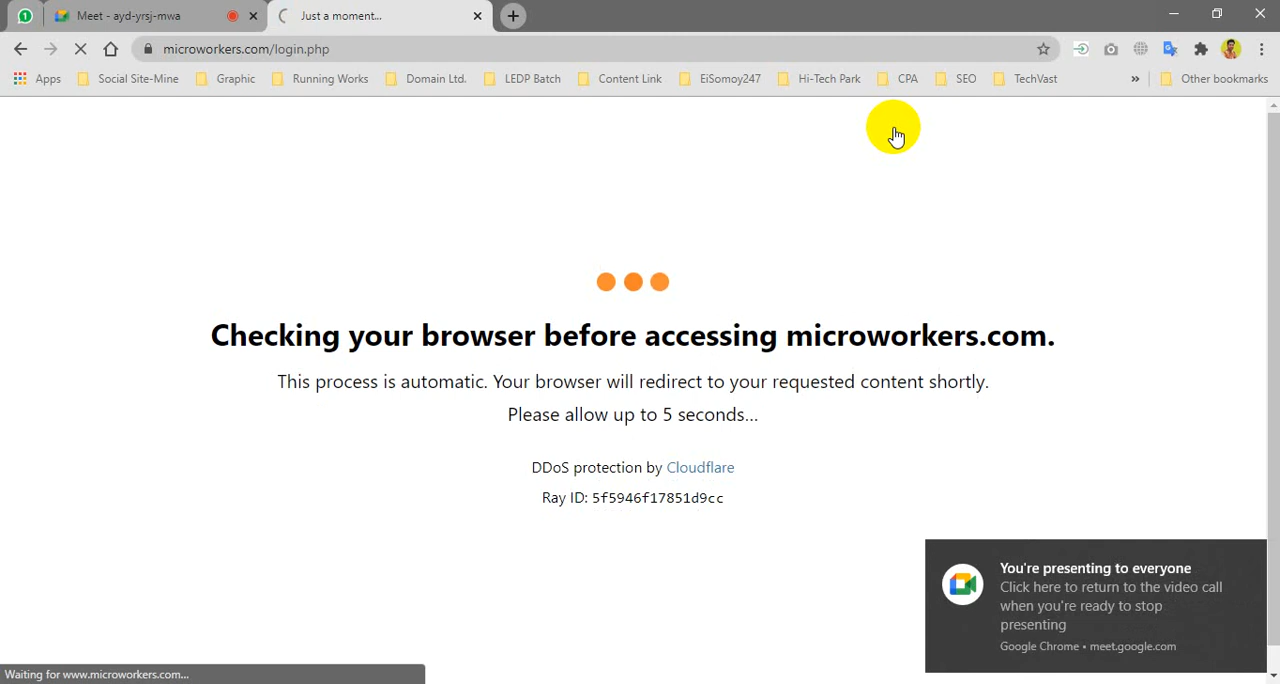 1
Meet - ayd-yrsj-mwa
Just a moment...
microworkers.com/login.php
Apps
Social Site-Mine
Graphic
Running Works
Domain Ltd.
LEDP Batch
Content Link
EiSomoy247
Hi-Tech Park
CPA
SEO
TechVast
»
Other bookmarks
Checking your browser before accessing microworkers.com.
This process is automatic. Your browser will redirect to your requested content shortly.
Please allow up to 5 seconds...
DDoS protection by Cloudflare
Ray ID: 5f5946f17851d9cc
You're presenting to everyone
Click here to return to the video call
when you're ready to stop
presenting
Google Chrome • meet.google.com
Waiting for www.microworkers.com...